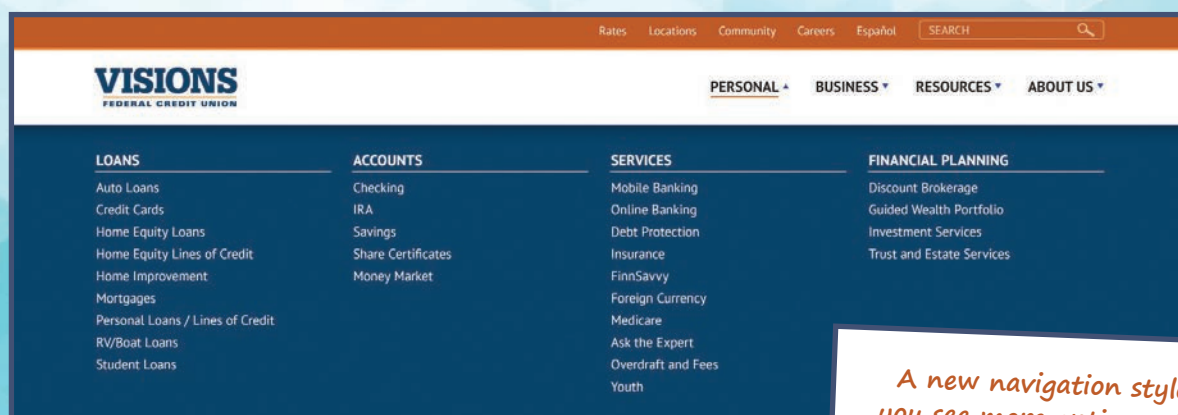 Rates Locations Community Careers Español SEARCH
VISIONS
FEDERAL CREDIT UNION
PERSONAL BUSINESS RESOURCES ABOUT US
LOANS
Auto Loans
Credit Cards
Home Equity Loans
Home Equity Lines of Credit
Home Improvement
Mortgages
Personal Loans / Lines of Credit
RV/Boat Loans
Student Loans
ACCOUNTS
Checking
IRA
Savings
Share Certificates
Money Market
SERVICES
Mobile Banking
Online Banking
Debt Protection
Insurance
FinnSavvy
Foreign Currency
Medicare
Ask the Expert
Overdraft and Fees
Youth
FINANCIAL PLANNING
Discount Brokerage
Guided Wealth Portfolio
Investment Services
Trust and Estate Services
A new navigation style
you see more